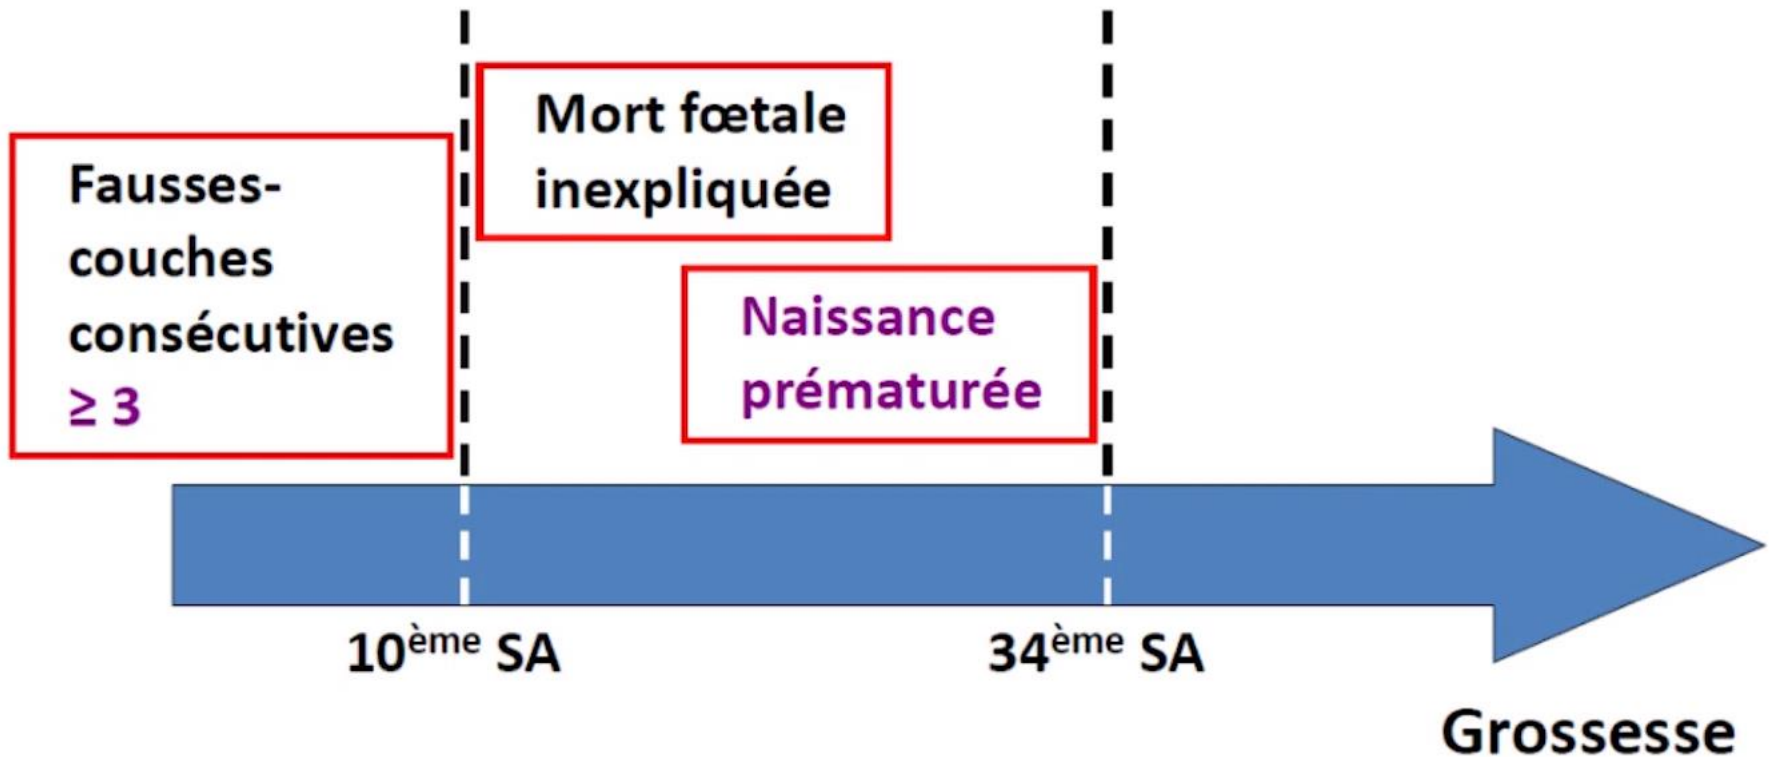 Fausses-
couches
consécutives
≥ 3
Mort fœtale
inexpliquée
Naissance
prématurée
10ème SA
34ème SA
Grossesse